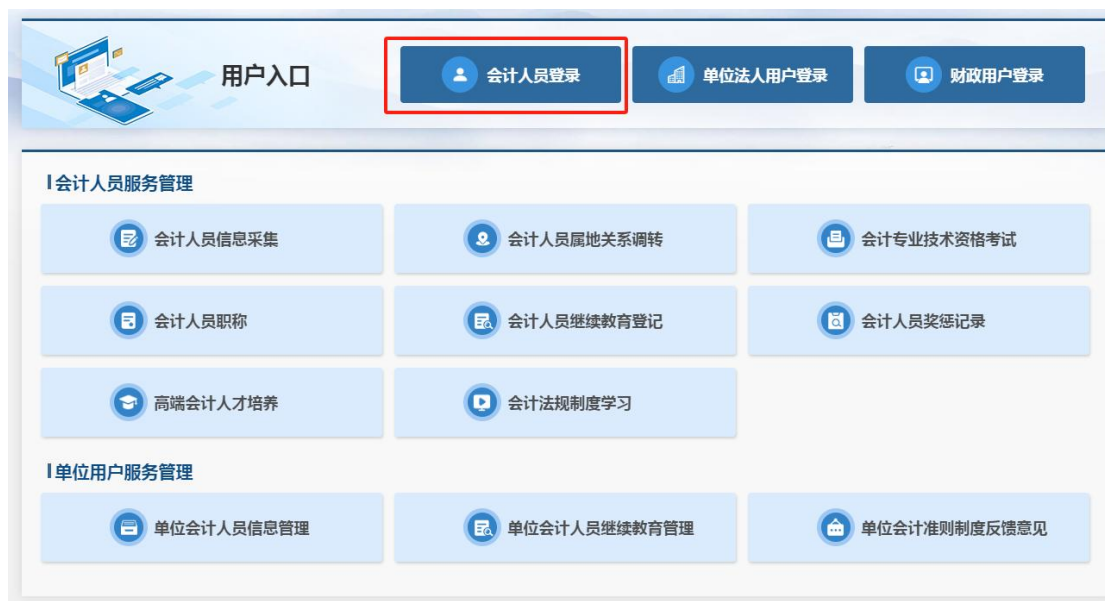 用户入口 会计人员登录 单位法人用户登录 财政用户登录
会计人员服务管理
会计人员信息采集 会计人员属地关系调转 会计专业技术资格考试
会计人员职称 会计人员继续教育登记 会计人员奖惩记录
高端会计人才培养 会计法规制度学习
单位用户服务管理
单位会计人员信息管理 单位会计人员继续教育管理 单位会计准则制度反馈意见